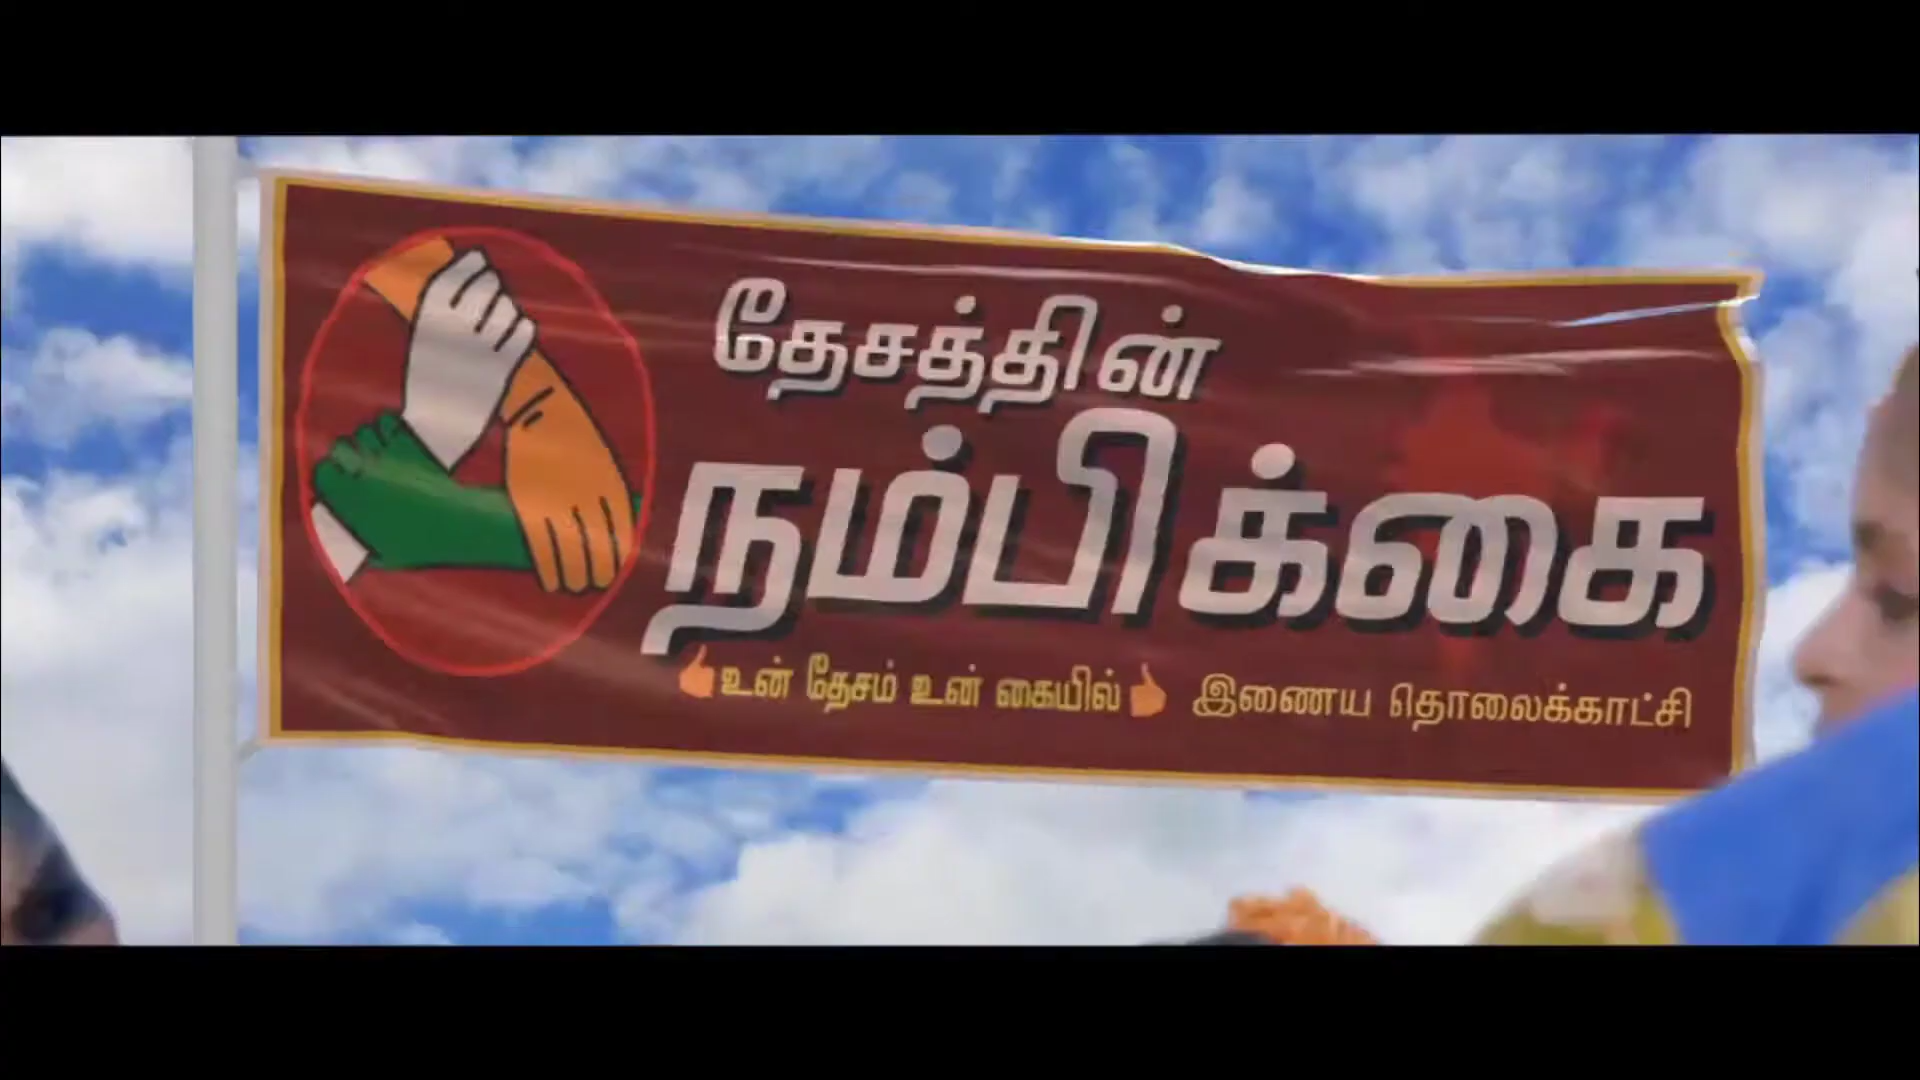 தேசத்தின்
நம்பிக்கை
உன் தேசம் உன் கையில் இணைய தொலைக்காட்சி